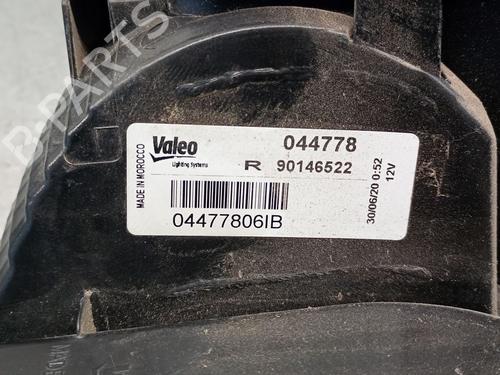 B-PARTS
Valeo
Lighting Systems
044778
R 90146522
04477806IB
MADE IN MOROCCO
30/06/20 0:52
12V